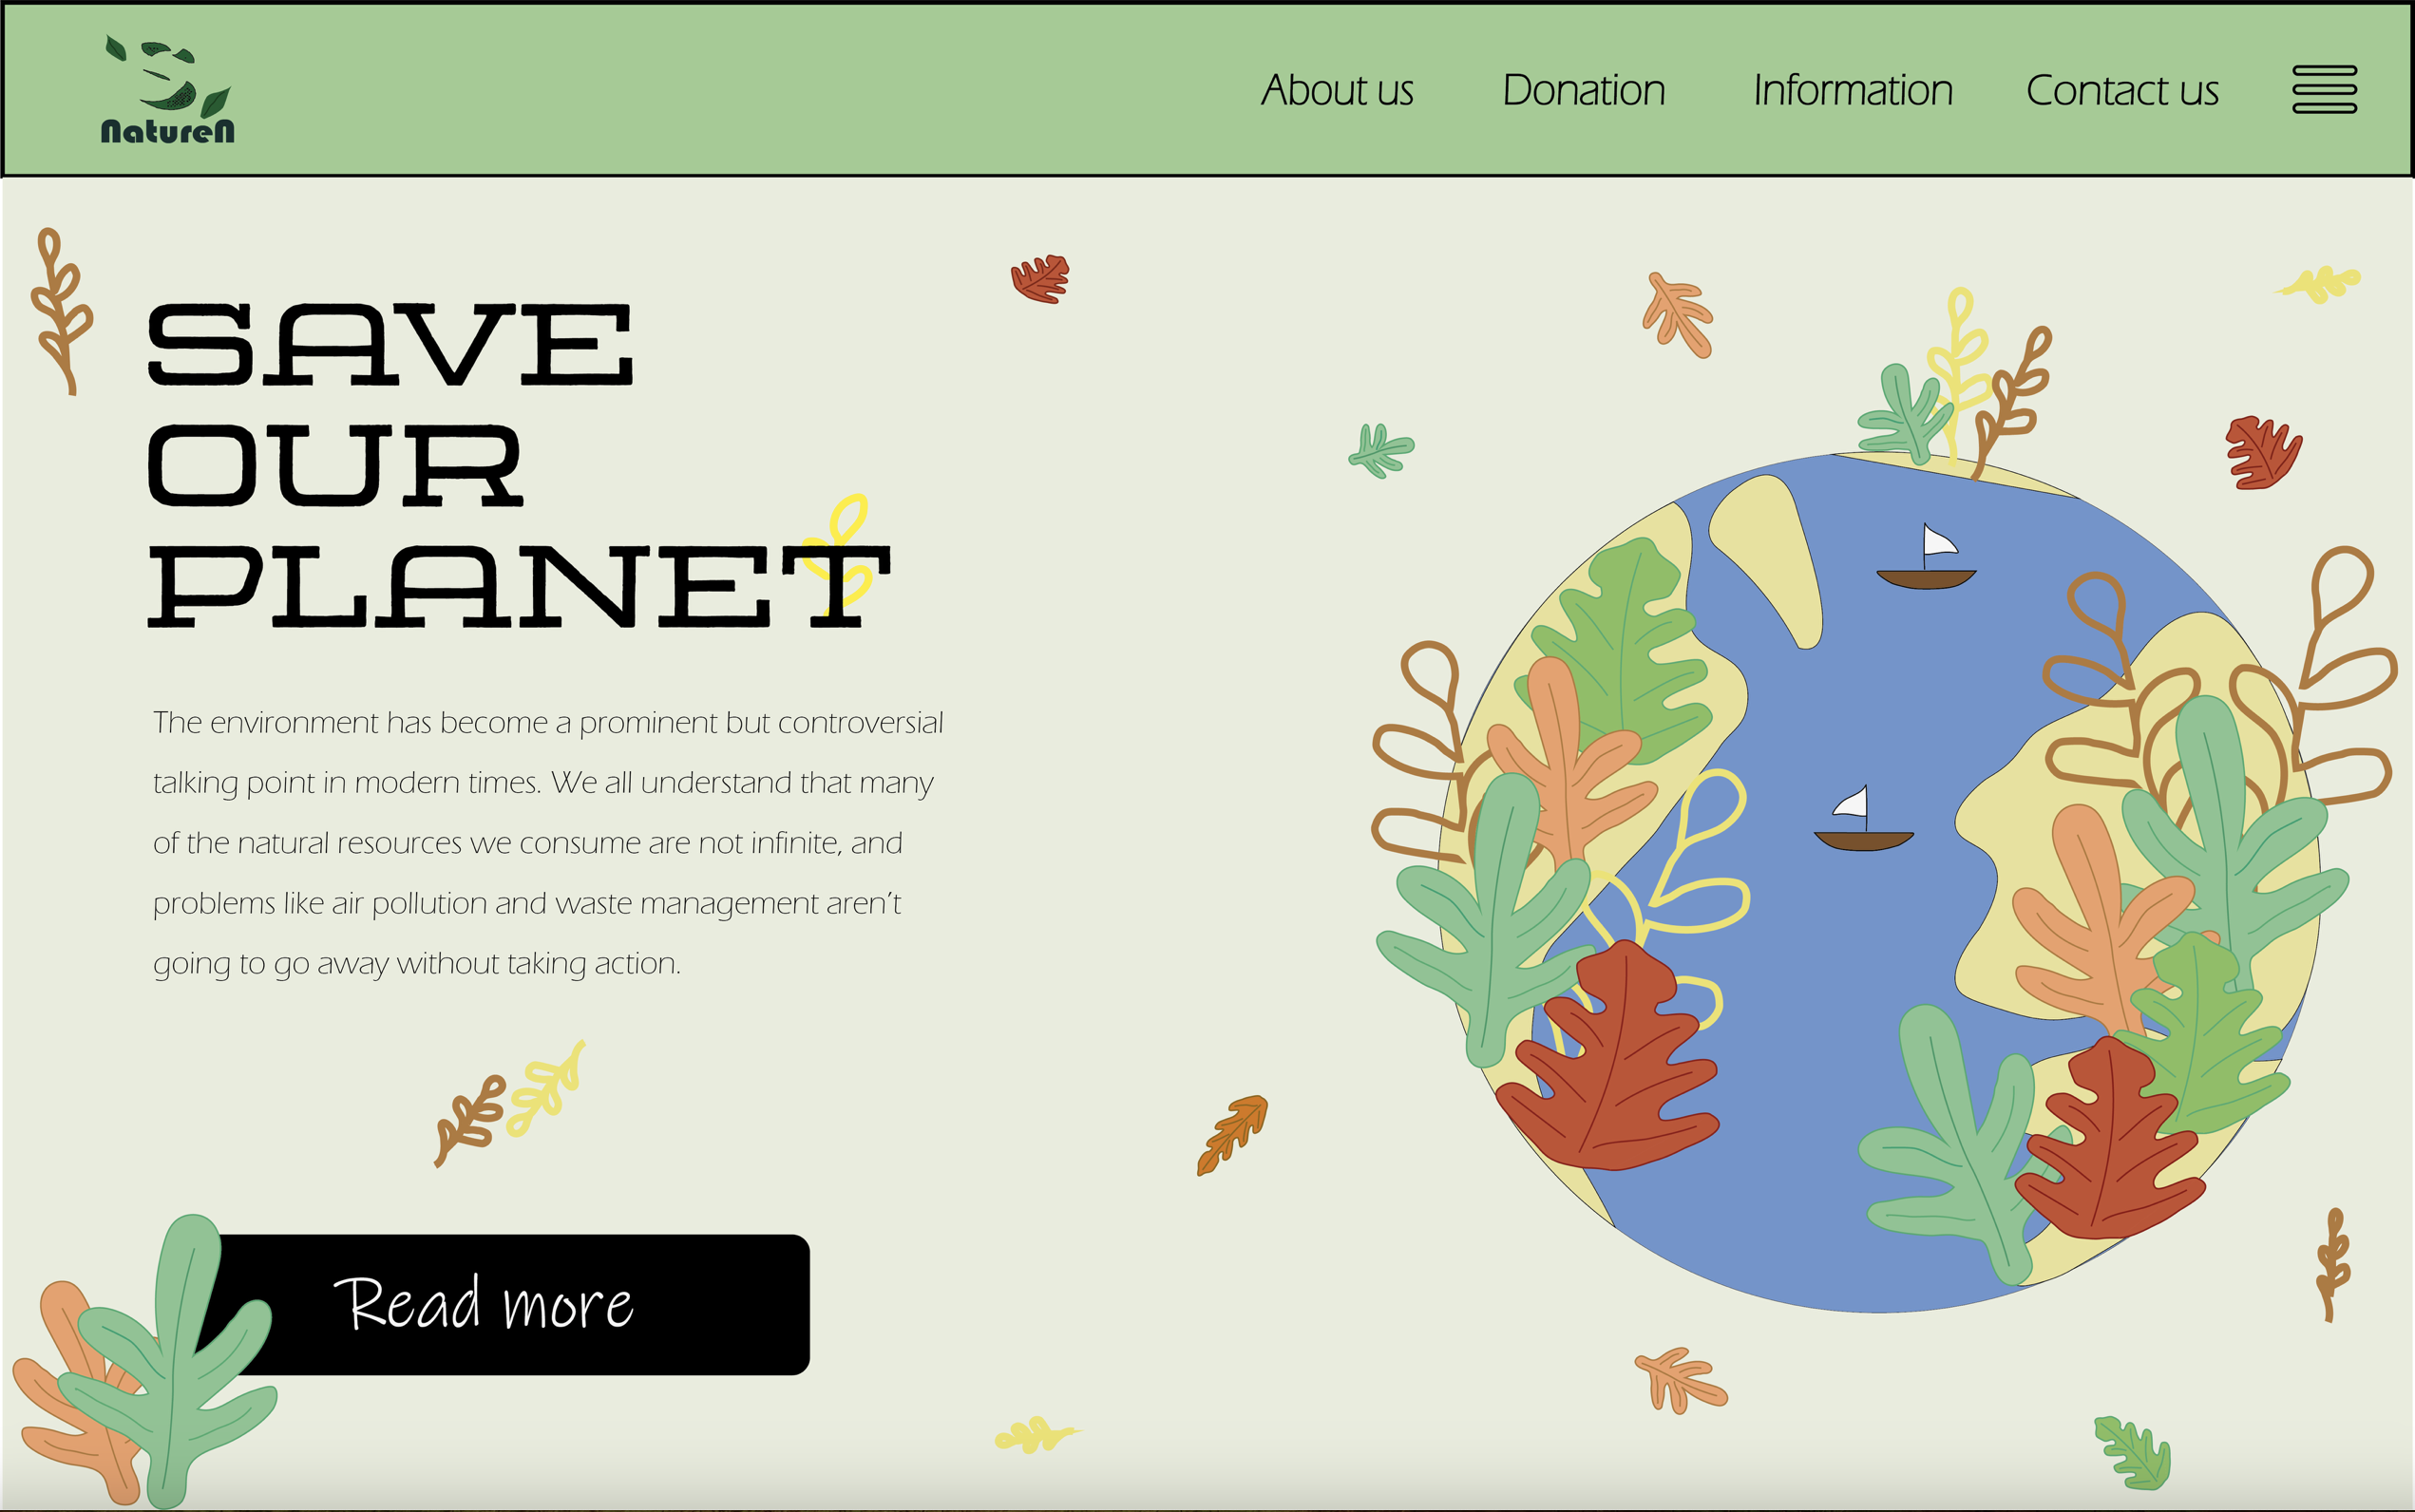 NatureN
About us Donation Information Contact us
SAVE
OUR
PLANET
The environment has become a prominent but controversial
talking point in modern times. We all understand that many
of the natural resources we consume are not infinite, and
problems like air pollution and waste management aren’t
going to go away without taking action.
Read more